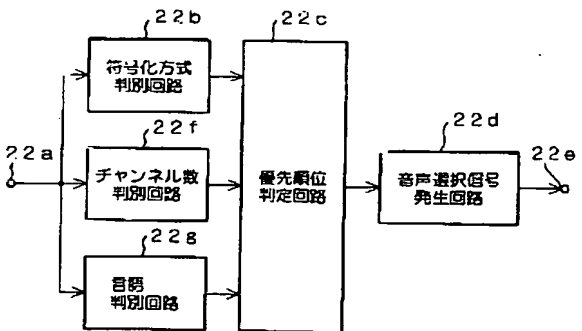 22b
22c
符号化方式
判別回路
22f
22d
22a
22e
チャンネル数
判別回路
優先順位
判定回路
音声選択信号
発生回路
22g
言語
判別回路